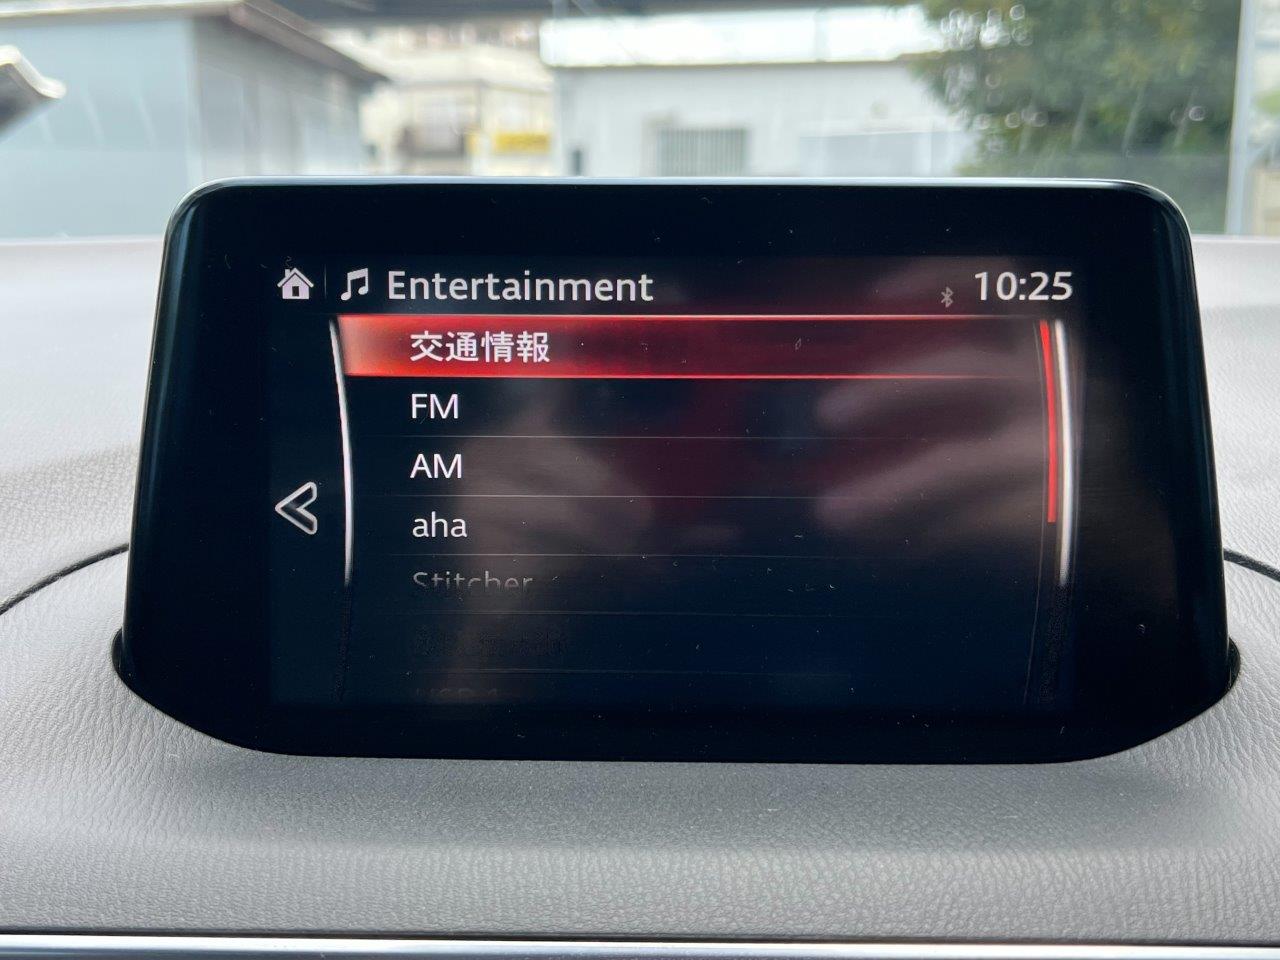 Entertainment
10:25
交通情報
FM
AM
aha
Stitcher